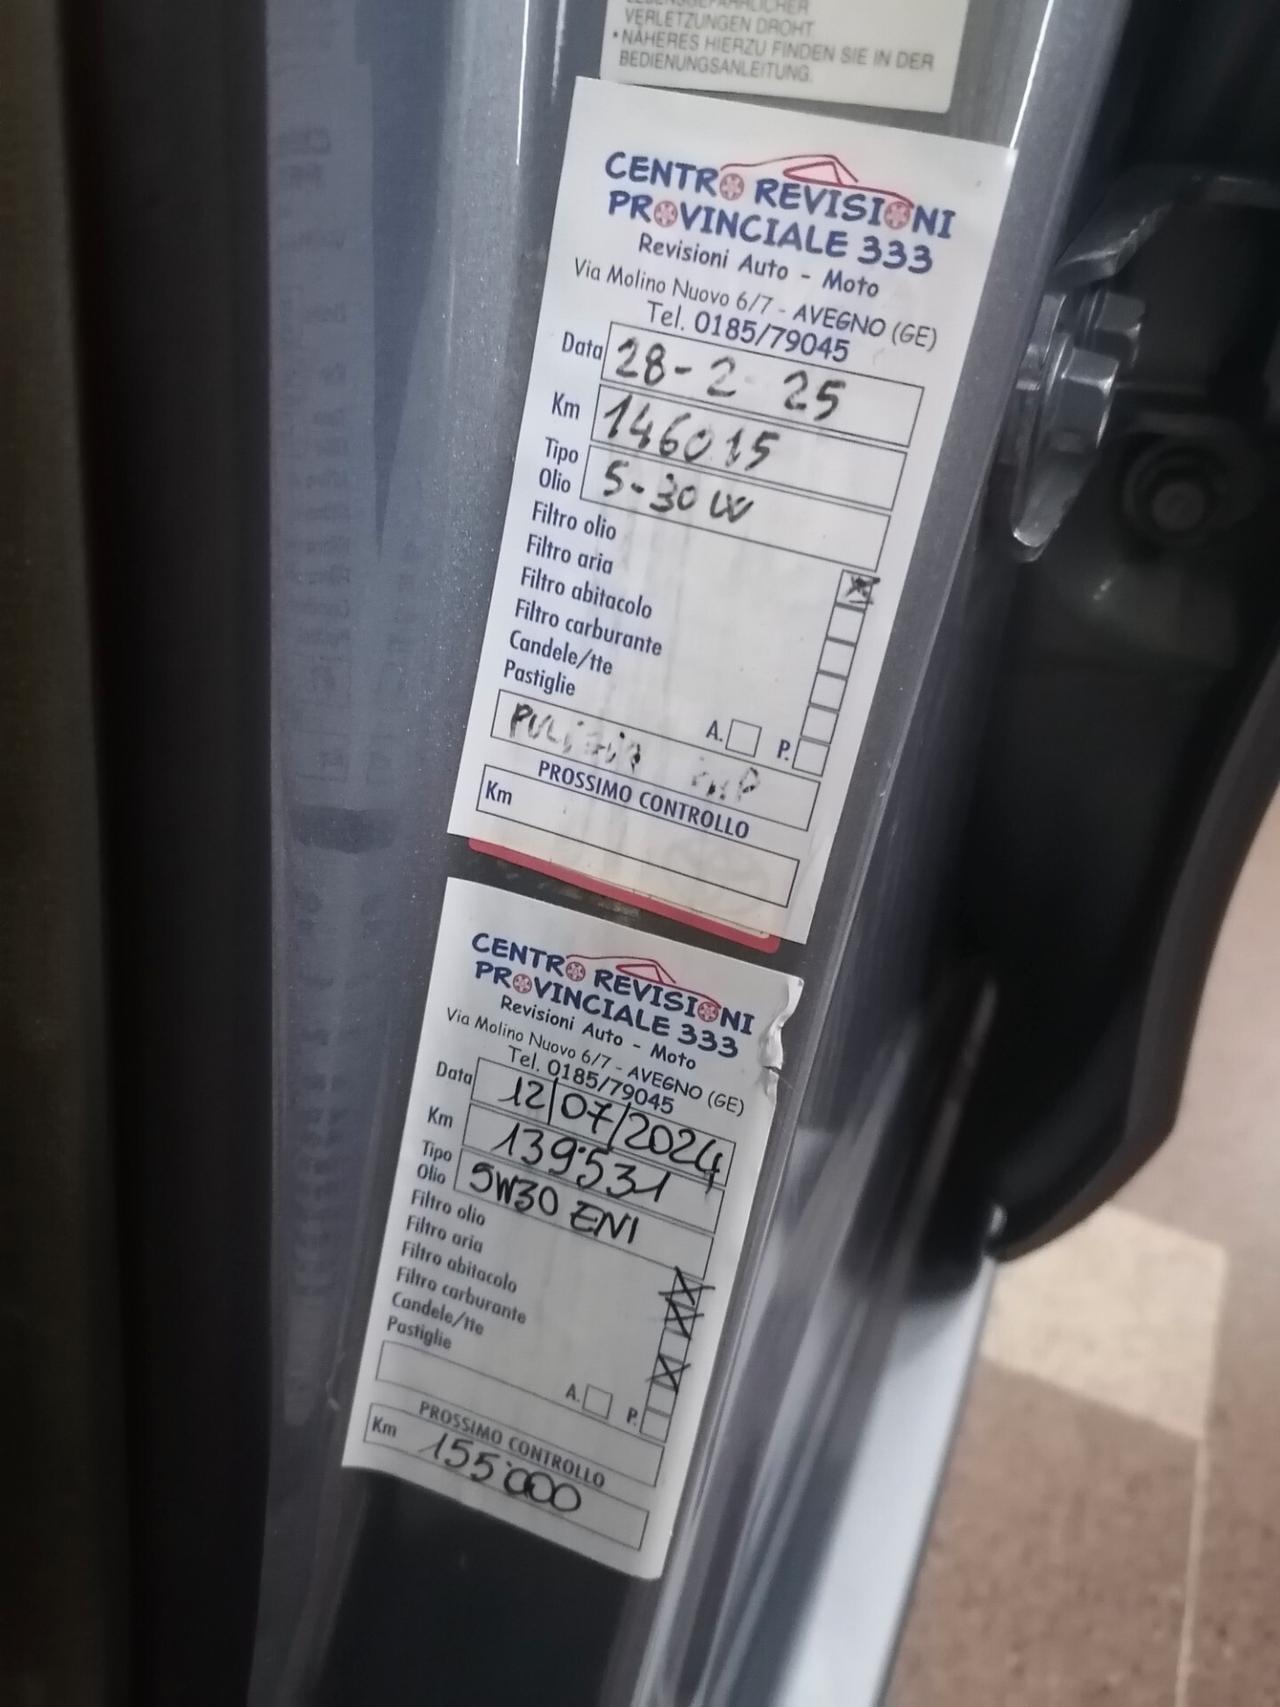 VERLETZUNGEN DROHT.
• NÄHERES HIERZU FINDEN SIE IN DER
BEDIENUNGSANLEITUNG.
CENTRO REVISIONI
PROVINCIALE 333
Revisioni Auto - Moto
Via Molino Nuovo 6/7 - AVEGNO (GE)
Tel. 0185/79045
Data 28-2 25
Km 146015
Tipo Olio 5-30 W
Filtro olio
Filtro aria
Filtro abitacolo
Filtro carburante
Candele/tte
Pastiglie A. P.
PROSSIMO CONTROLLO
Km
CENTRO REVISIONI
PROVINCIALE 333
Revisioni Auto - Moto
Via Molino Nuovo 6/7 - AVEGNO (GE)
Tel. 0185/79045
Data 12/07/2024
Km 139.531
Tipo Olio 5W30 ENI
Filtro olio
Filtro aria
Filtro abitacolo
Filtro carburante
Candele/tte
Pastiglie A. P.
PROSSIMO CONTROLLO
Km 155'000